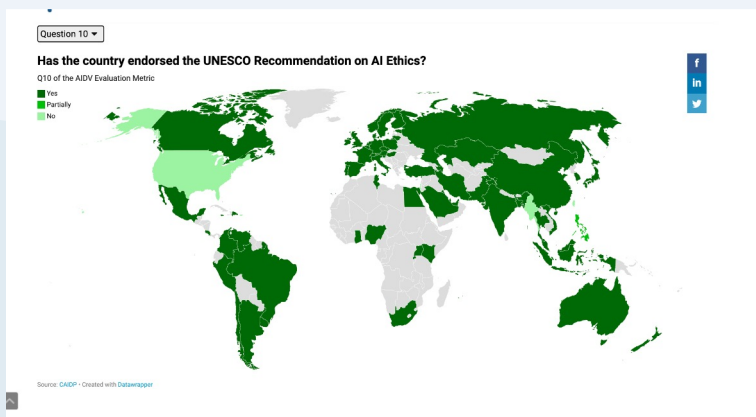 Question 10
Has the country endorsed the UNESCO Recommendation on AI Ethics?
Q10 of the AIDV Evaluation Metric
Yes
Partially
No
f
in
Source: CAIDP • Created with Datawrapper